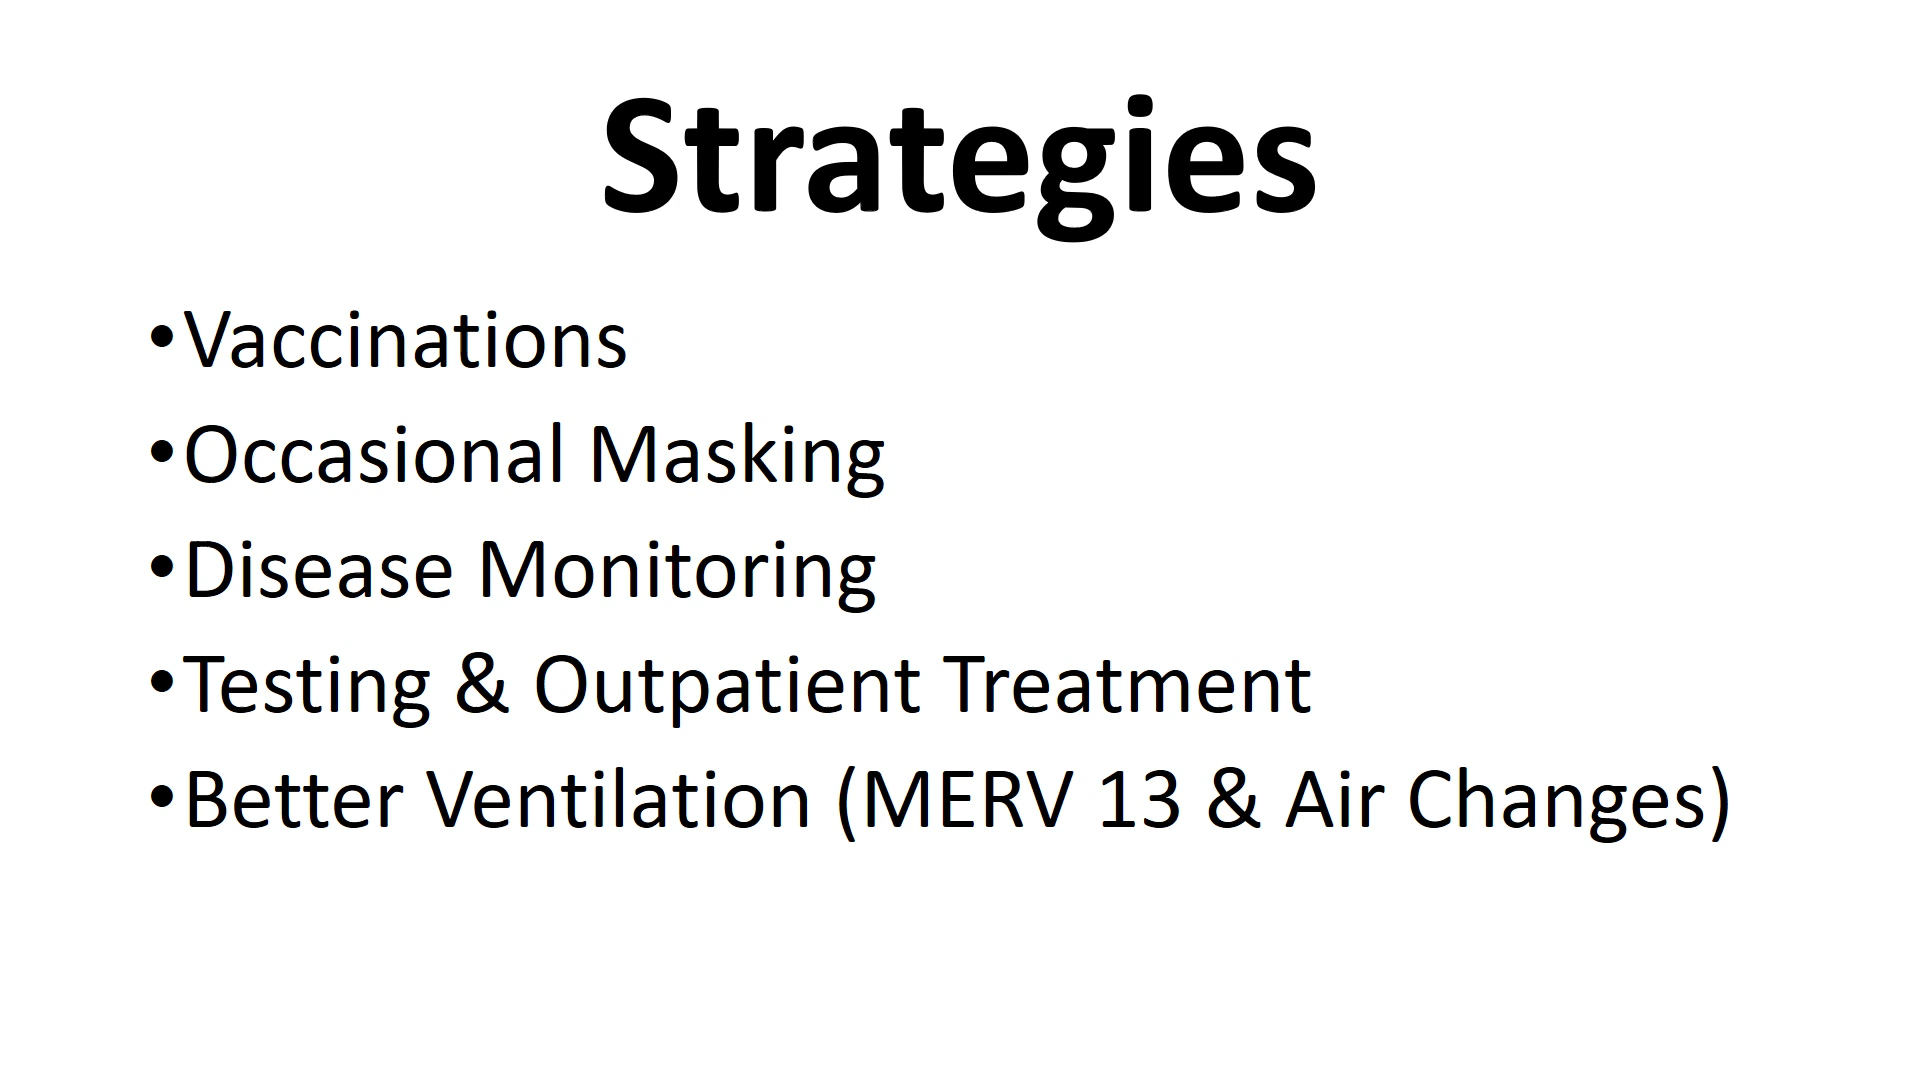 Strategies
•Vaccinations
•Occasional Masking
•Disease Monitoring
•Testing & Outpatient Treatment
•Better Ventilation (MERV 13 & Air Changes)